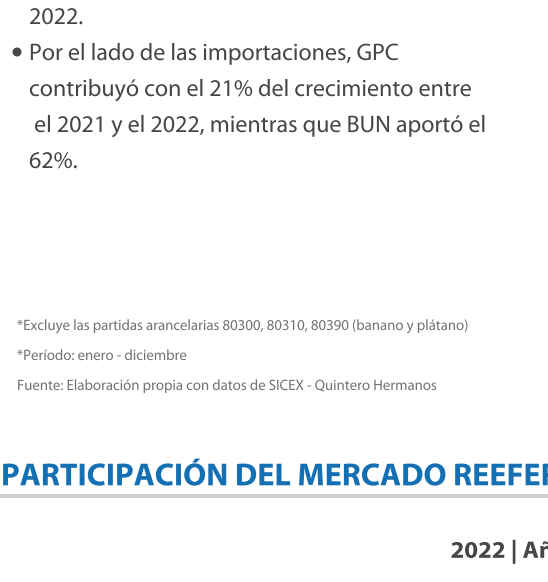 2022.
• Por el lado de las importaciones, GPC
contribuyó con el 21% del crecimiento entre
el 2021 y el 2022, mientras que BUN aportó el
62%.
*Excluye las partidas arancelarias 80300, 80310, 80390 (banano y plátano)
*Período: enero - diciembre
Fuente: Elaboración propia con datos de SICEX - Quintero Hermanos
PARTICIPACIÓN DEL MERCADO REEFE
2022 | A